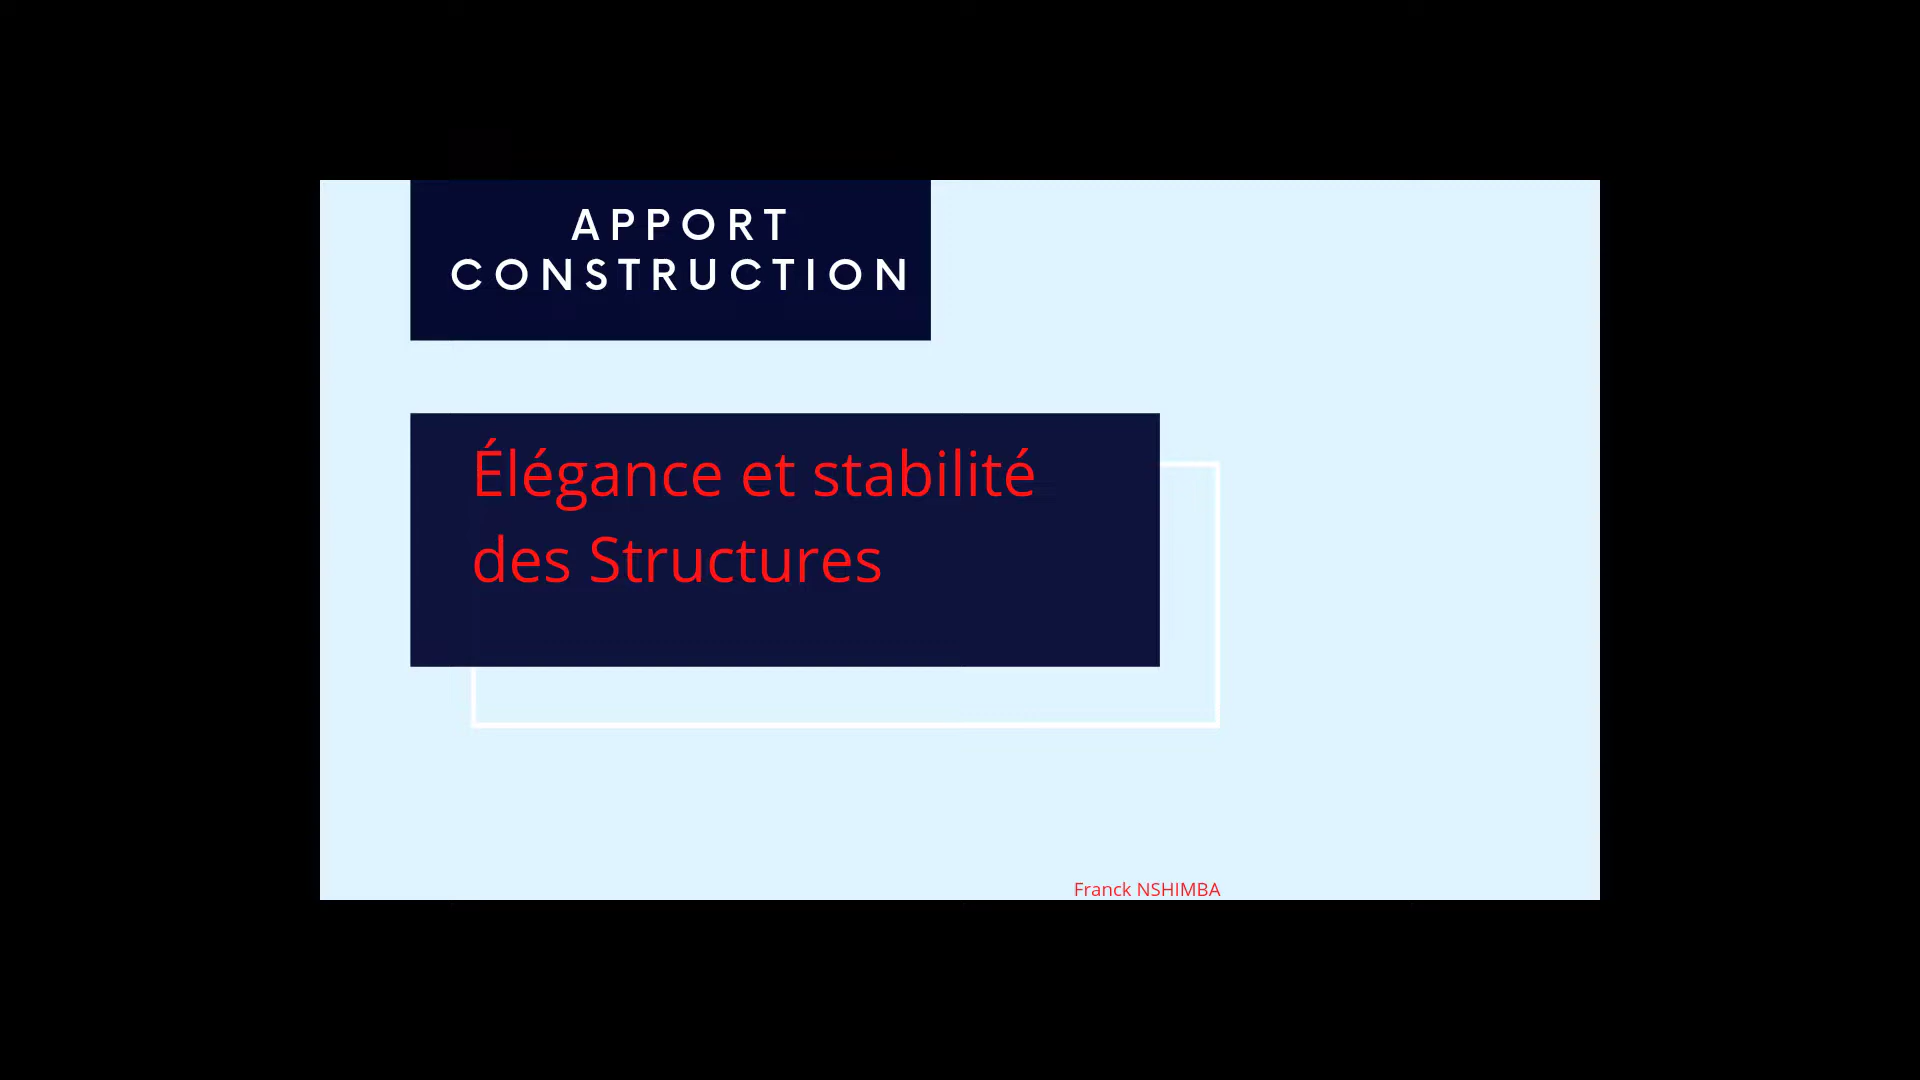 APPORT
CONSTRUCTION
Élégance et stabilité
des Structures
Franck NSHIMBA